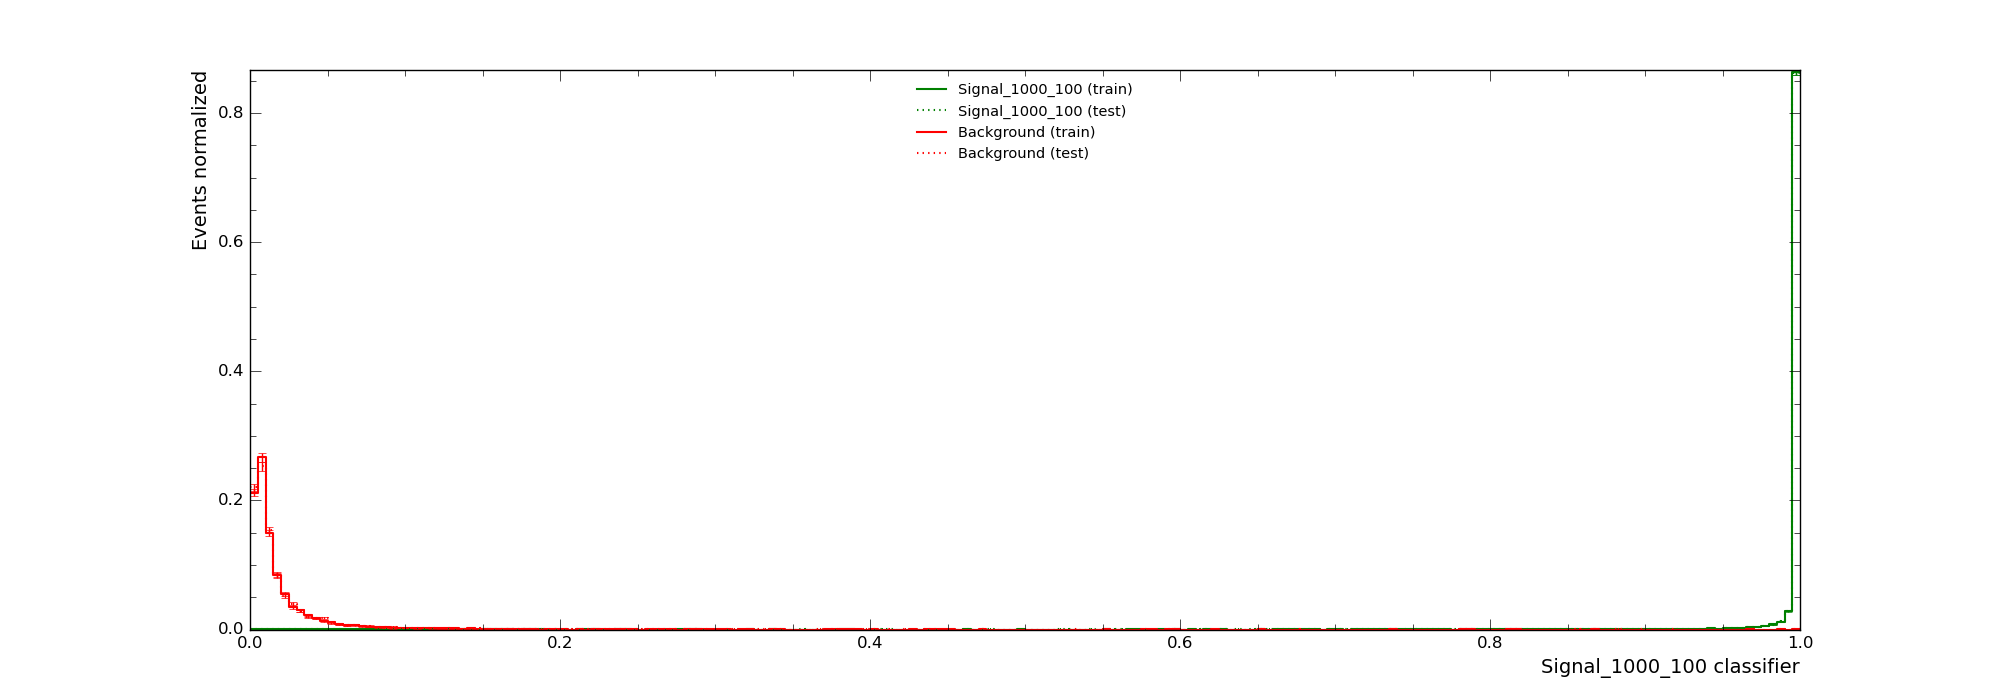 Events normalized
0.8
0.6
0.4
0.2
0.0
Signal_1000_100 (train)
Signal_1000_100 (test)
Background (train)
Background (test)
0.0 0.2 0.4 0.6 0.8 1.0
Signal_1000_100 classifier